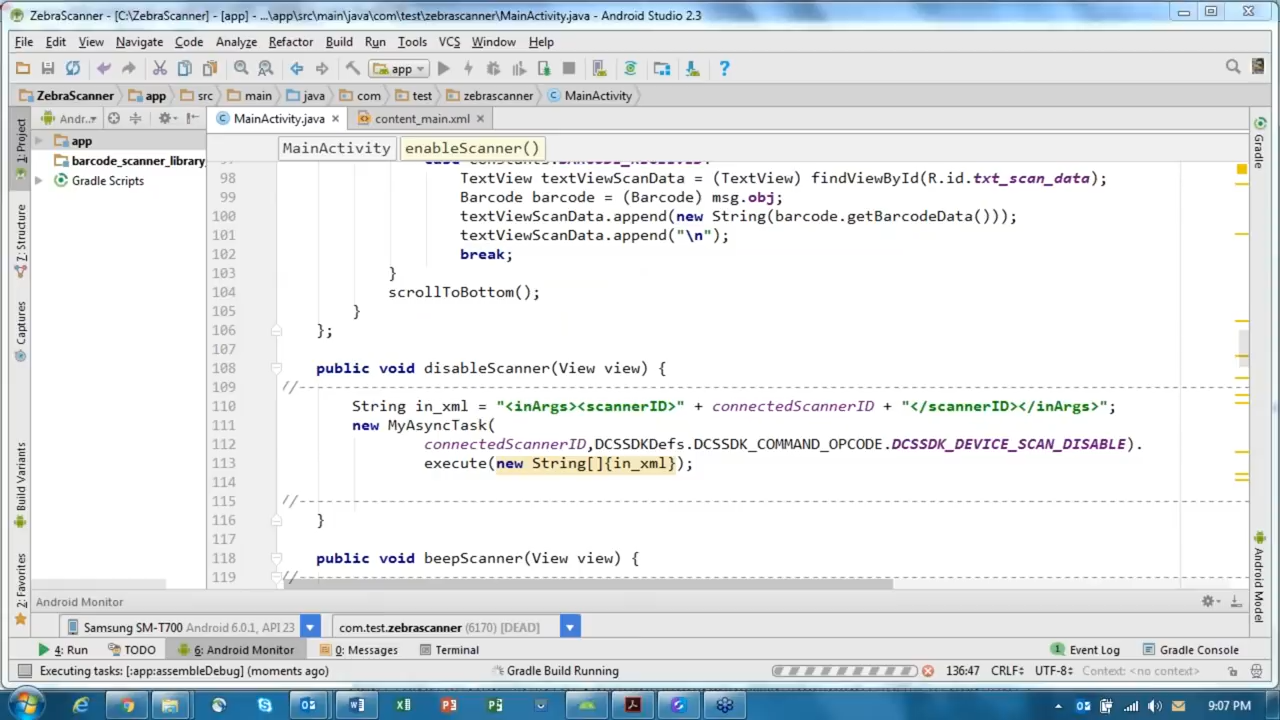 ZebraScanner - [C:\ZebraScanner] - [app] - ...\app\src\main\java\com\test\zebrascanner\MainActivity.java - Android Studio 2.3
File Edit View Navigate Code Analyze Refactor Build Run Tools VCS Window Help
app
ZebraScanner app src main java com test zebrascanner MainActivity
1: Project
Andr...
MainActivity.java
content_main.xml
Gradle
app
barcode_scanner_library
Gradle Scripts
MainActivity
enableScanner()
98 TextView textViewScanData = (TextView) findViewById(R.id.txt_scan_data);
99 Barcode barcode = (Barcode) msg.obj;
100 textViewScanData.append(new String(barcode.getBarcodeData()));
101 textViewScanData.append("\n");
102 break;
103 }
104 scrollToBottom();
105 }
106 };
107
108 public void disableScanner(View view) {
109 //------------------------------------------------------------
110 String in_xml = "<inArgs><scannerID>" + connectedScannerID + "</scannerID></inArgs>";
111 new MyAsyncTask(
112 connectedScannerID,DCSSDKDefs.DCSSDK_COMMAND_OPCODE.DCSSDK_DEVICE_SCAN_DISABLE).
113 execute(new String[]{in_xml});
114
115 //------------------------------------------------------------
116 }
117
118 public void beepScanner(View view) {
119 //
7: Structure
Captures
Build Variants
2: Favorites
Android Model
Android Monitor
Samsung SM-T700 Android 6.0.1, API 23
com.test.zebrascanner (6170) [DEAD]
4: Run TODO 6: Android Monitor 0: Messages Terminal 1 Event Log Gradle Console
Executing tasks: [:app:assembleDebug] (moments ago) Gradle Build Running 136:47 CRLF UTF-8 Context: <no context>
9:07 PM